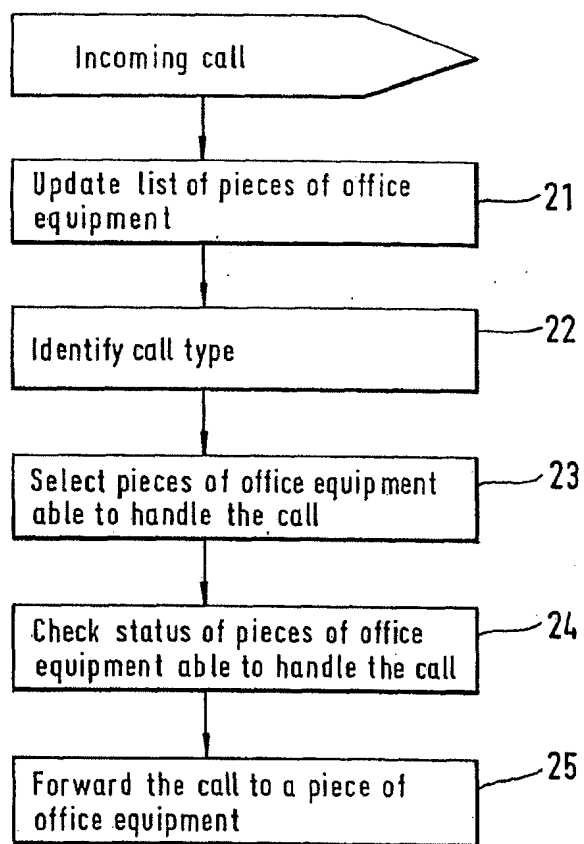 Incoming call
Update list of pieces of office
equipment
21
Identify call type
22
Select pieces of office equipment
able to handle the call
23
Check status of pieces of office
equipment able to handle the call
24
Forward the call to a piece of
office equipment
25